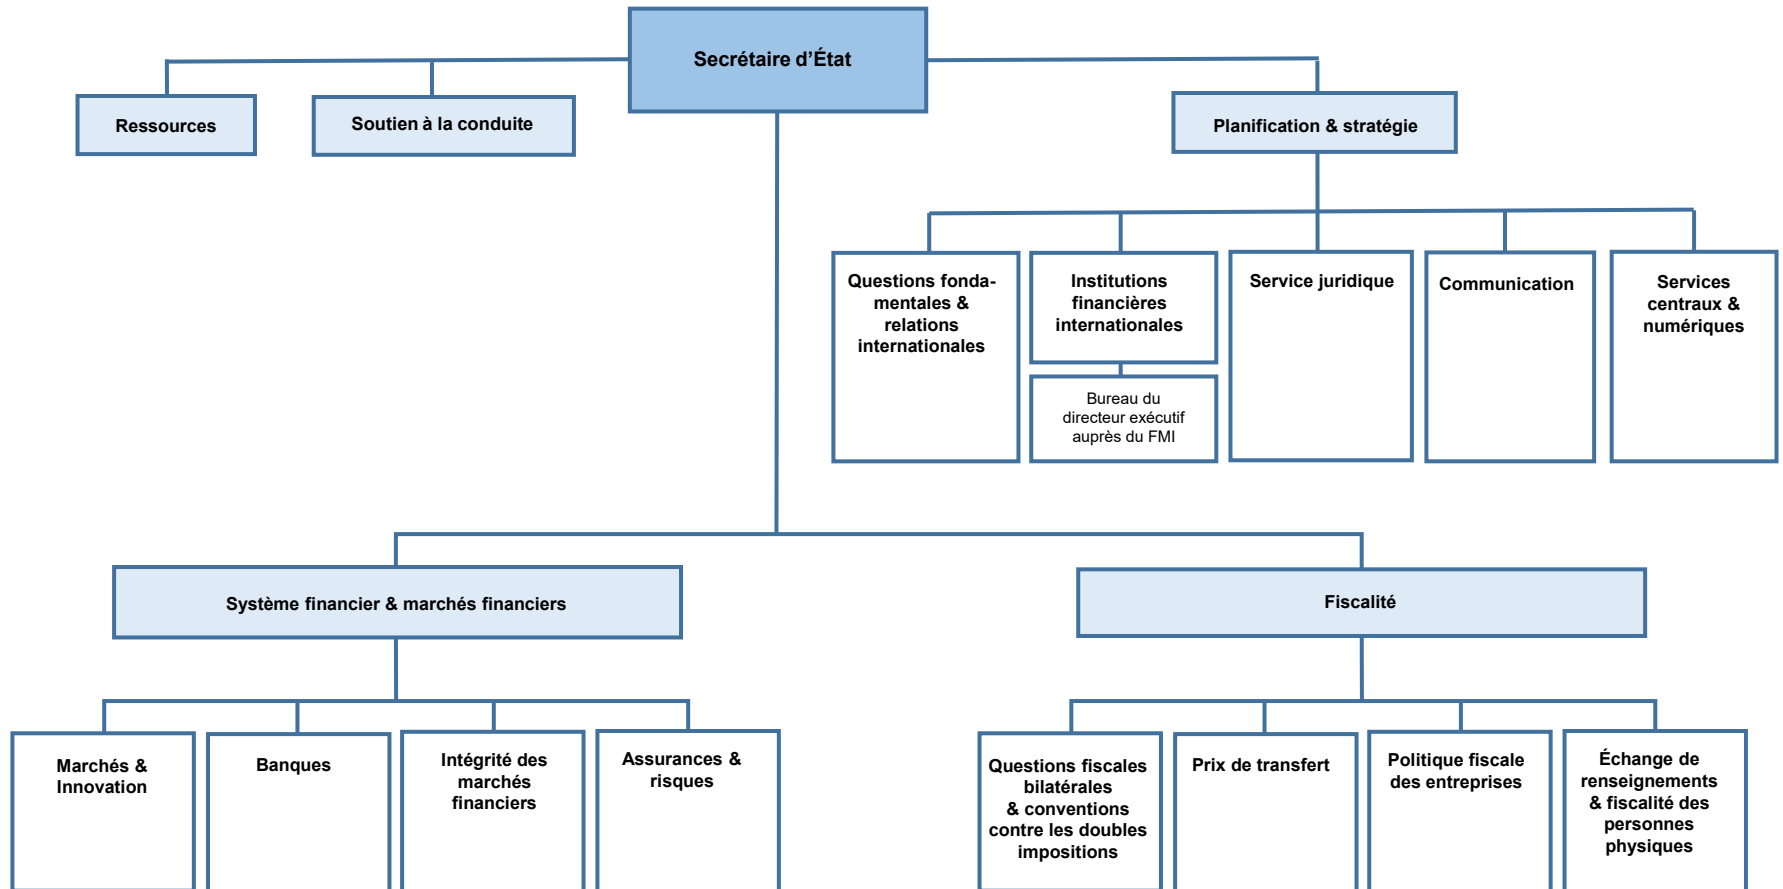 Secrétaire d’État
Ressources
Soutien à la conduite
Planification & stratégie
Questions fonda-
mentales &
relations
internationales
Institutions
financières
internationales
Bureau du
directeur exécutif
auprès du FMI
Service juridique
Communication
Services
centraux &
numériques
Système financier & marchés financiers
Fiscalité
Marchés &
Innovation
Banques
Intégrité des
marchés
financiers
Assurances &
risques
Questions fiscales
bilatérales
& conventions
contre les doubles
impositions
Prix de transfert
Politique fiscale
des entreprises
Échange de
renseignements
& fiscalité des
personnes
physiques